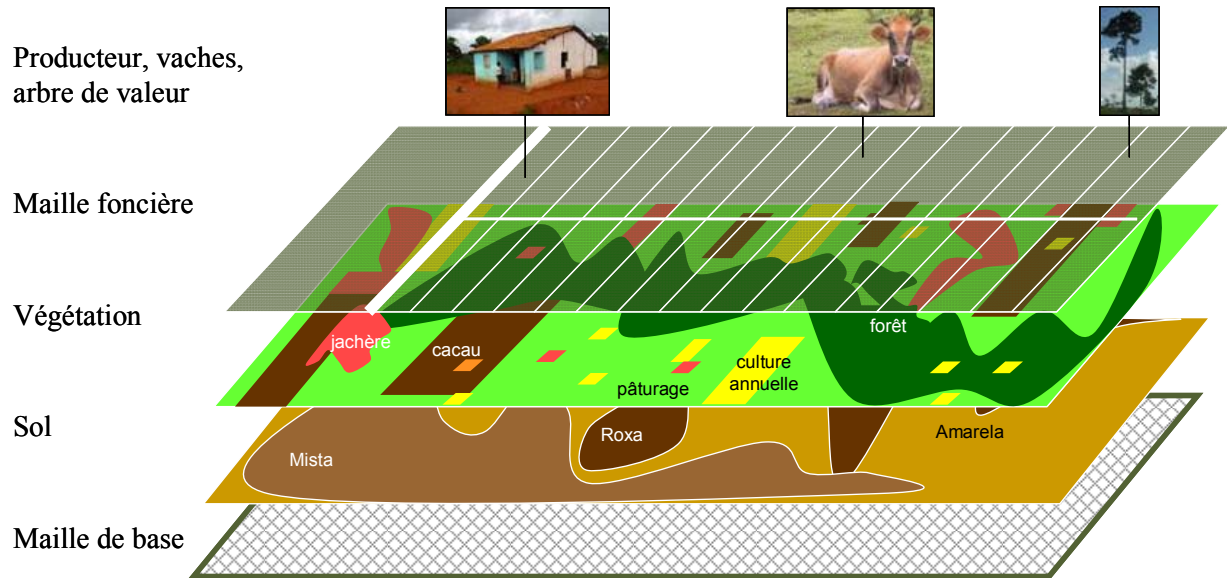 Producteur, vaches,
arbre de valeur
Maille foncière
Végétation
forêt
jachère
cacau
culture
annuelle
pâturage
Sol
Roxa
Amarela
Mista
Maille de base